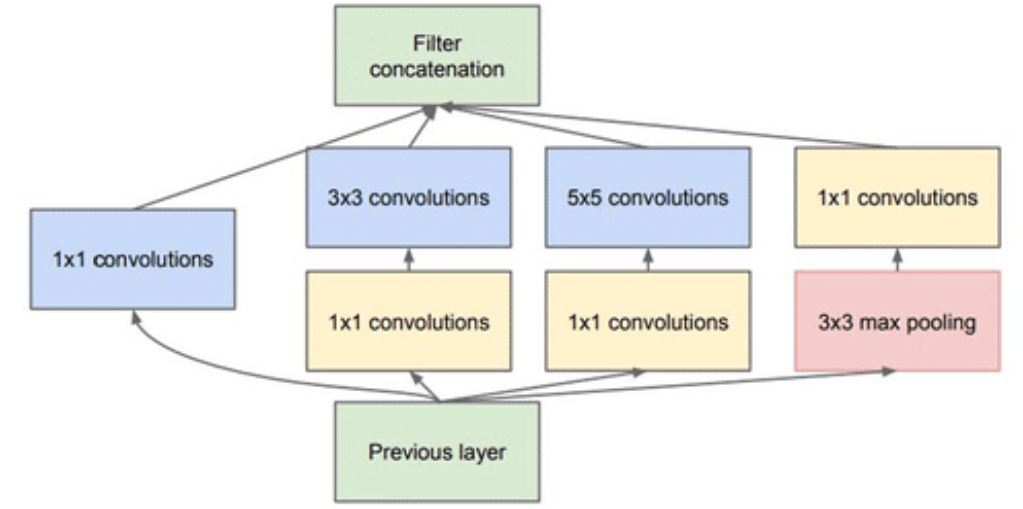 Filter
concatenation
3x3 convolutions
5x5 convolutions
1x1 convolutions
1x1 convolutions
1x1 convolutions
1x1 convolutions
3x3 max pooling
Previous layer